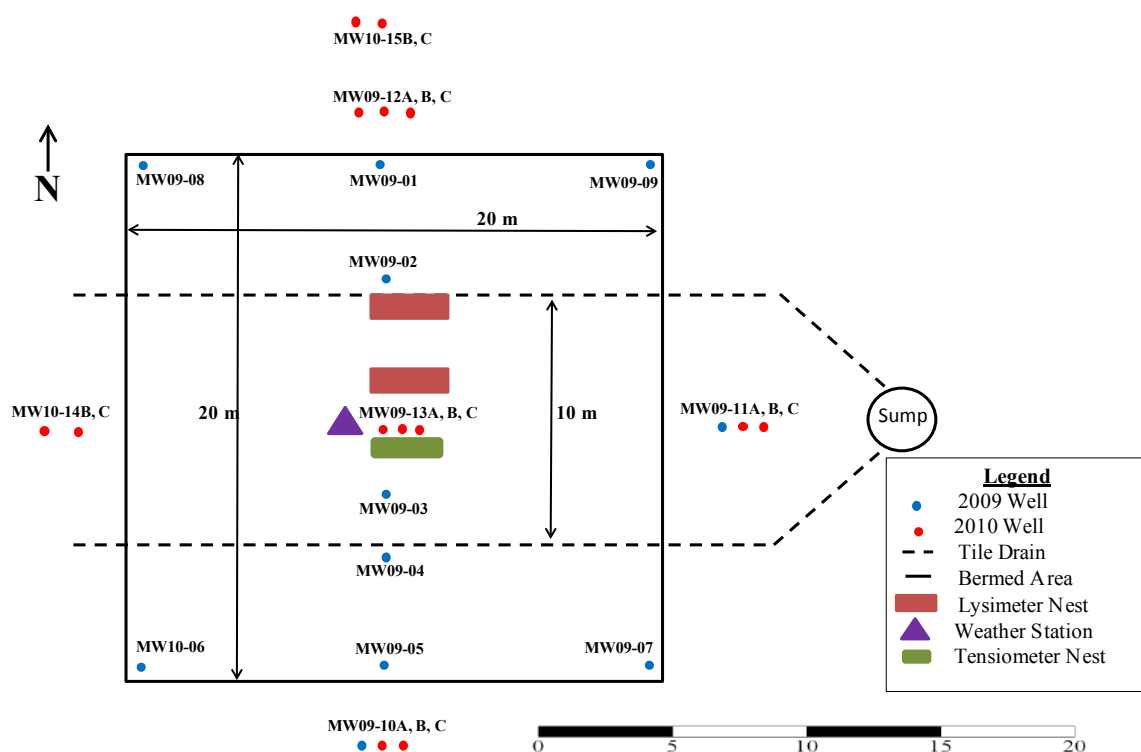 MW10-15B, C
MW09-12A, B, C
N
MW09-08
MW09-01
MW09-09
20 m
MW09-02
MW10-14B, C
20 m
MW09-13A, B, C
10 m
MW09-11A, B, C
Sump
MW09-03
MW09-04
MW10-06
MW09-05
MW09-07
MW09-10A, B, C
Legend
2009 Well
2010 Well
Tile Drain
Bermed Area
Lysimeter Nest
Weather Station
Tensiometer Nest
0 5 10 15 20